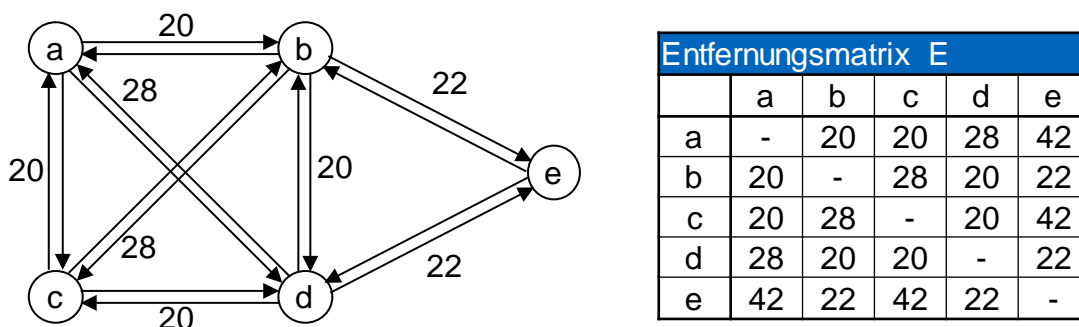 20
a
b
28
22
20
20
e
28
22
c
d
20
Entfernungsmatrix E
a b c d e
a - 20 20 28 42
b 20 - 28 20 22
c 20 28 - 20 42
d 28 20 20 - 22
e 42 22 42 22 -